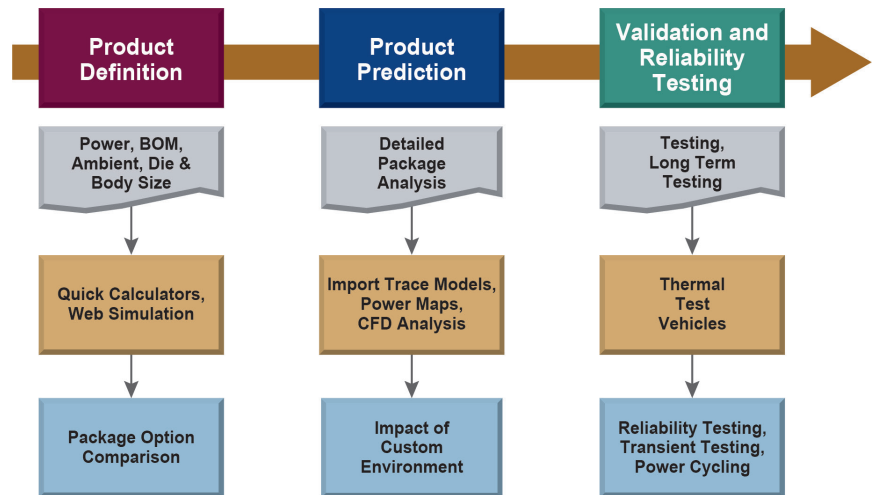 Product
Definition
Product
Prediction
Validation and
Reliability
Testing
Power, BOM,
Ambient, Die &
Body Size
Detailed
Package
Analysis
Testing,
Long Term
Testing
Quick Calculators,
Web Simulation
Import Trace Models,
Power Maps,
CFD Analysis
Thermal
Test
Vehicles
Package Option
Comparison
Impact of
Custom
Environment
Reliability Testing,
Transient Testing,
Power Cycling